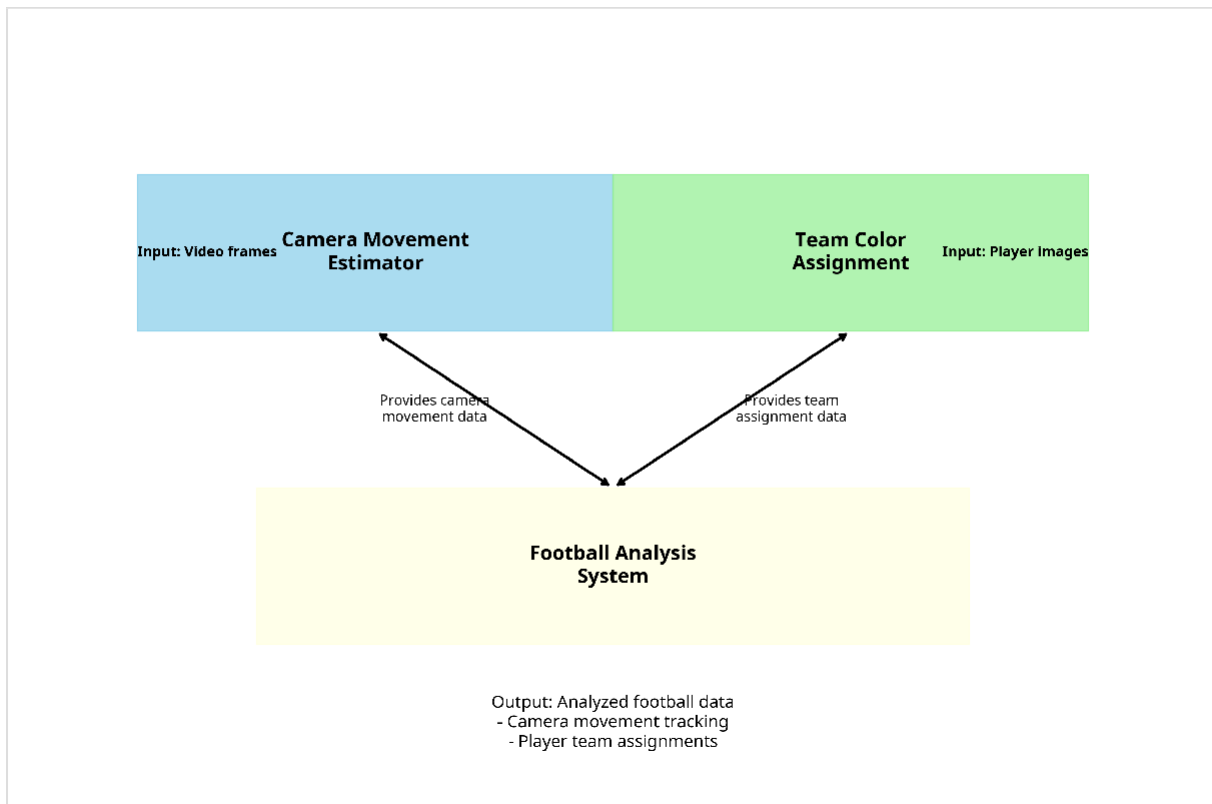 Input: Video frames
Camera Movement
Estimator
Team Color
Assignment
Input: Player images
Provides camera
movement data
Provides team
assignment data
Football Analysis
System
Output: Analyzed football data
- Camera movement tracking
- Player team assignments